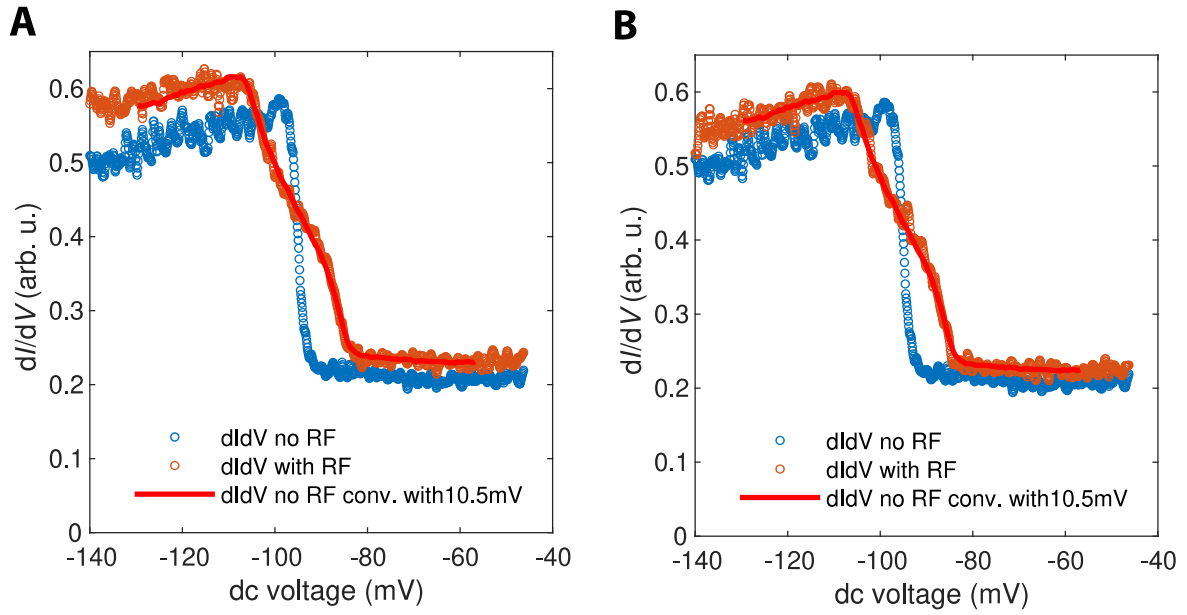 A
0.6
0.5
0.4
0.3
0.2
0.1
0
dI/dV (arb. u.)
dIdV no RF
dIdV with RF
dIdV no RF conv. with10.5mV
-140
-120
-100
-80
-60
-40
dc voltage (mV)
B
0.6
0.5
0.4
0.3
0.2
0.1
0
dI/dV (arb. u.)
dIdV no RF
dIdV with RF
dIdV no RF conv. with10.5mV
-140
-120
-100
-80
-60
-40
dc voltage (mV)